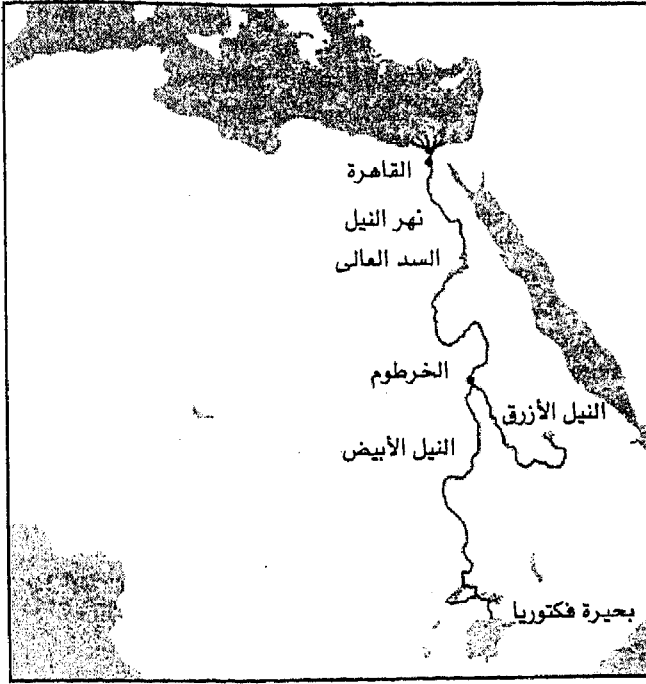 القاهرة
نهر النيل
السد العالى
الخرطوم
النيل الأزرق
النيل الأبيض
بحيرة فكتوريا